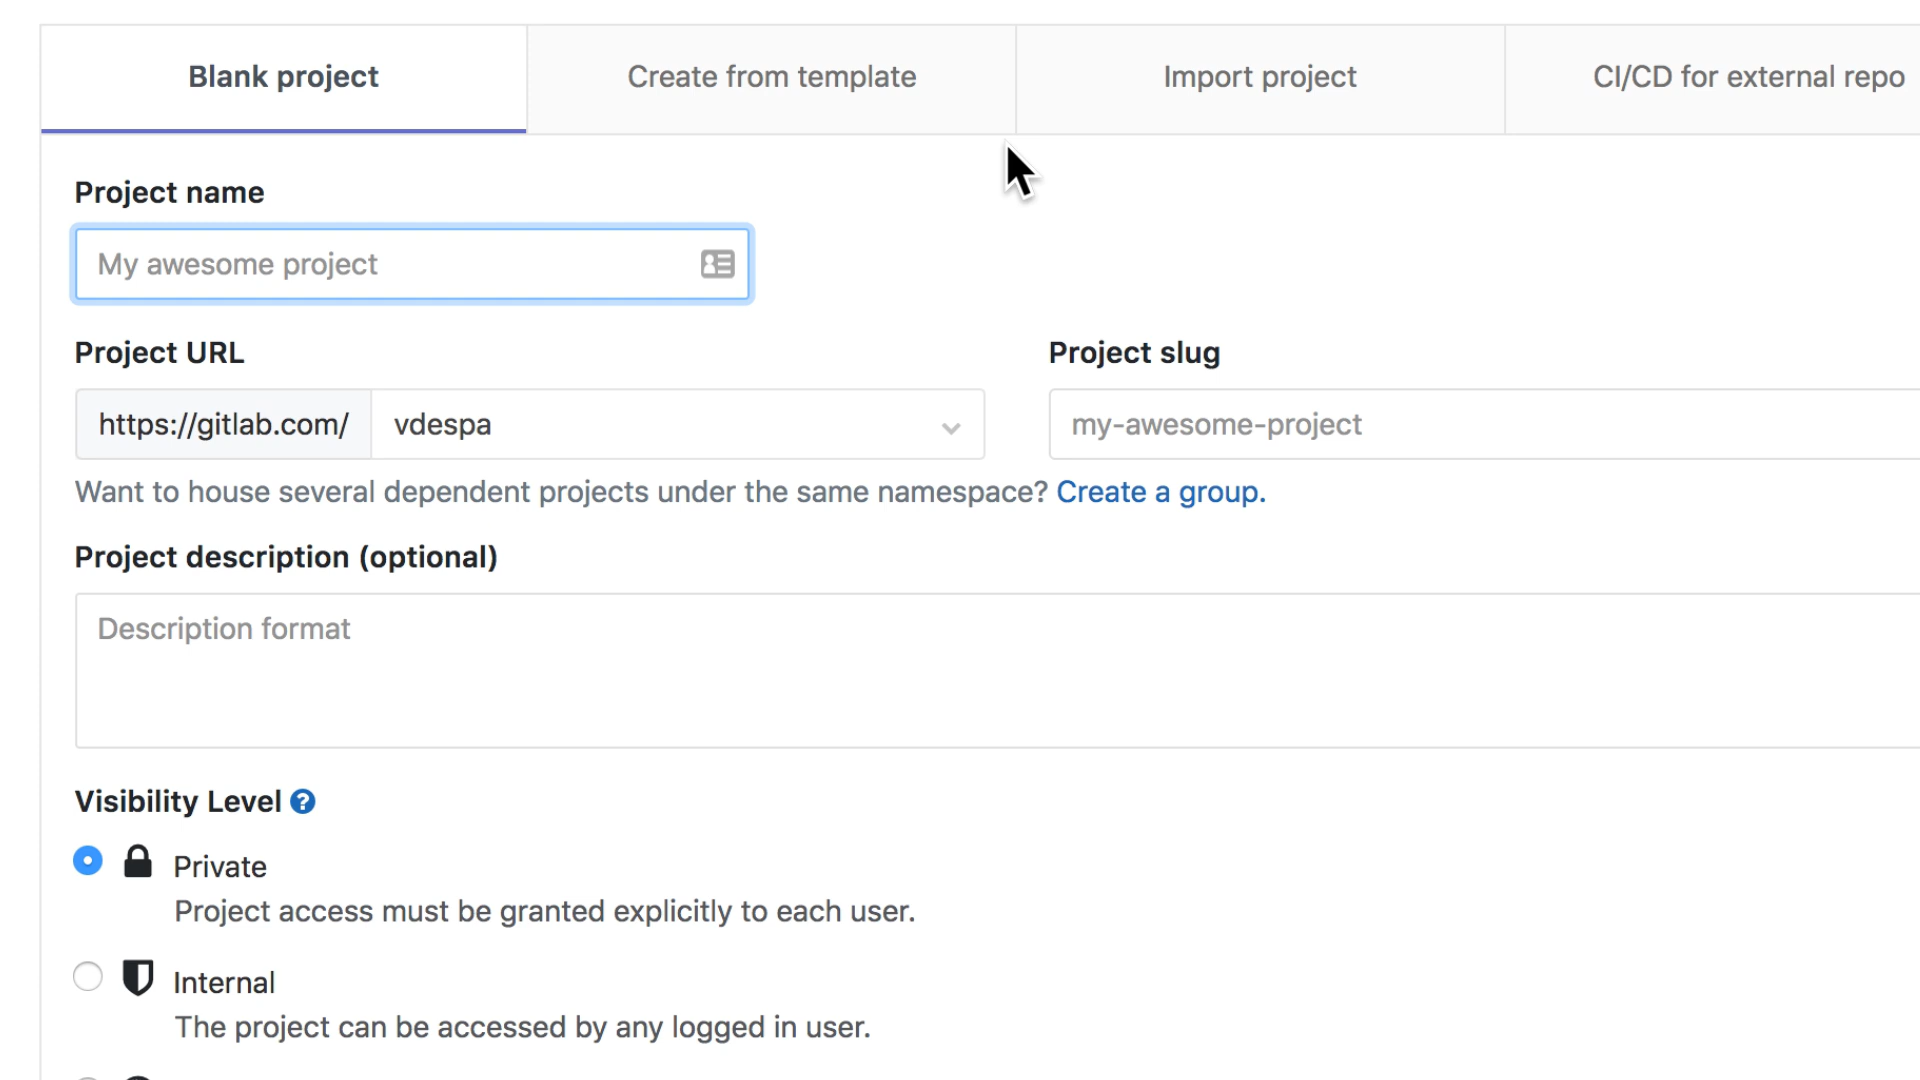 Blank project
Create from template
Import project
CI/CD for external repo
Project name
My awesome project
Project URL
Project slug
https://gitlab.com/ vdespa
my-awesome-project
Want to house several dependent projects under the same namespace? Create a group.
Project description (optional)
Description format
Visibility Level ?
Private
Project access must be granted explicitly to each user.
Internal
The project can be accessed by any logged in user.